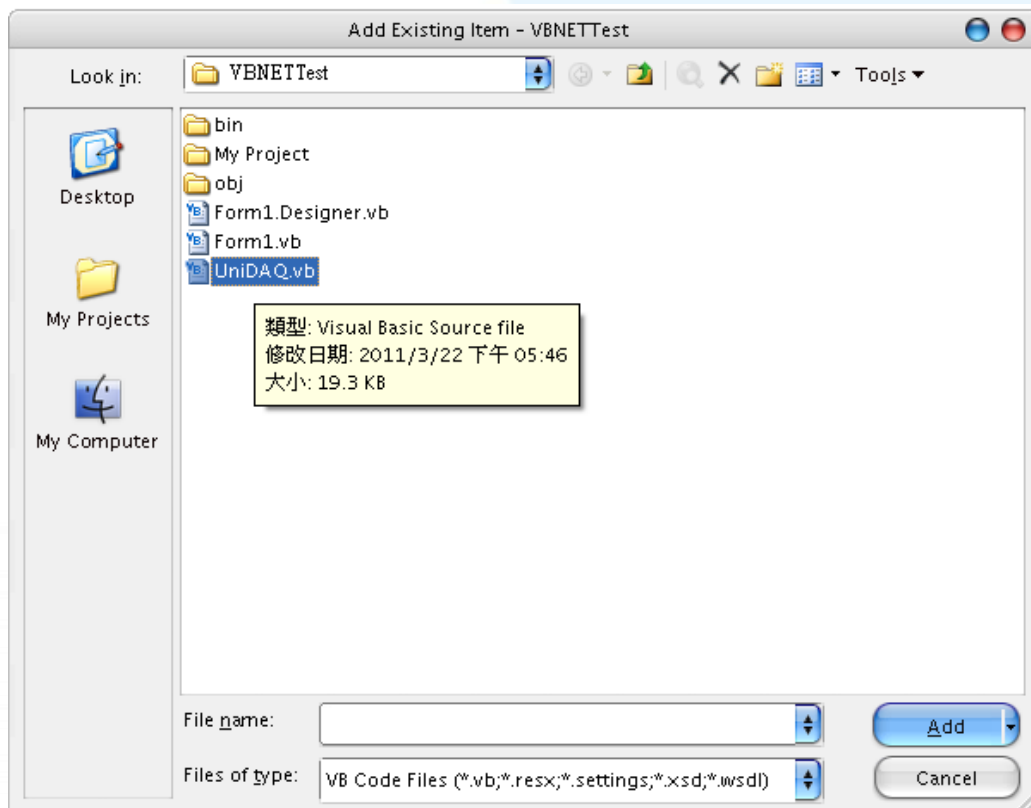 Add Existing Item - VBNETTest
Look in: VBNETTest Tools
Desktop
My Projects
My Computer
bin
My Project
obj
Form1.Designer.vb
Form1.vb
UniDAQ.vb
類型: Visual Basic Source file
修改日期: 2011/3/22 下午 05:46
大小: 19.3 KB
File name: Add
Files of type: VB Code Files (*.vb;*.resx;*.settings;*.xsd;*.wsdl) Cancel